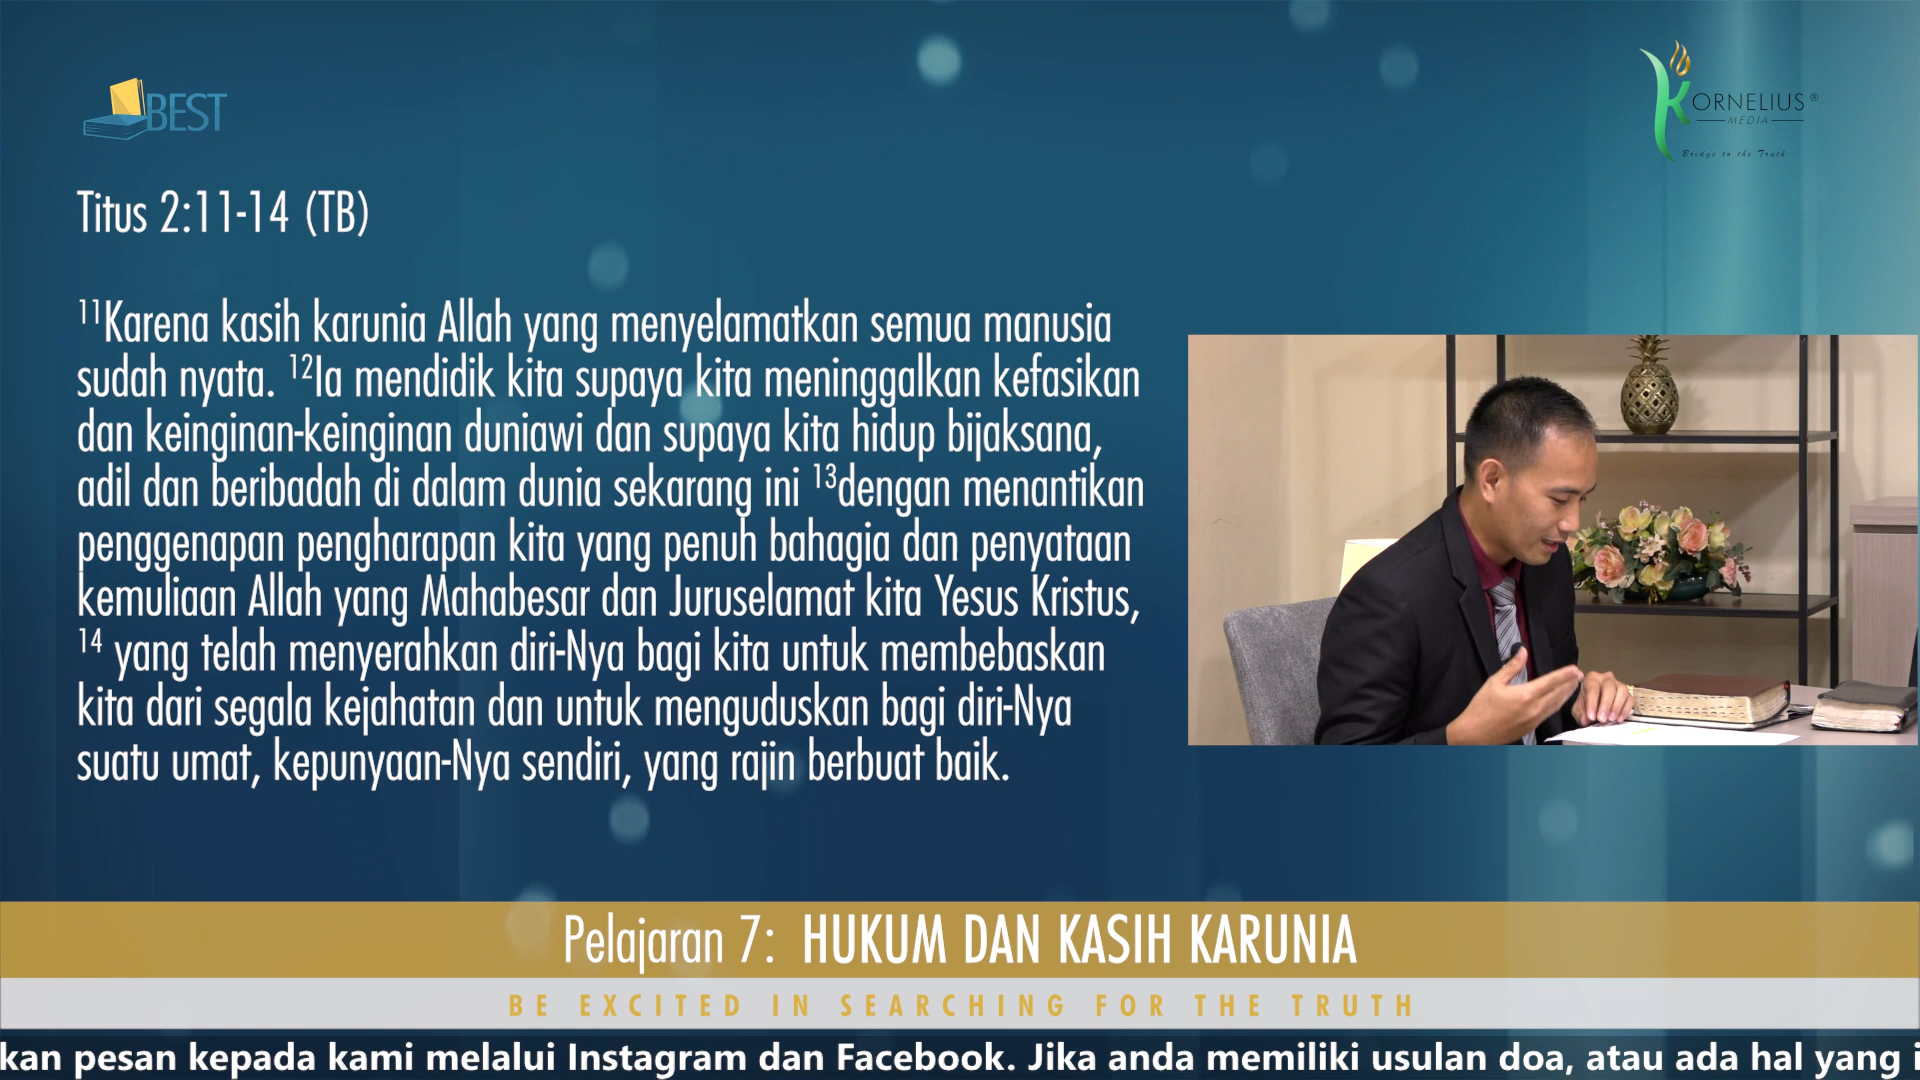 BEST
KORNELIUS®
MEDIA
Bridge to the Truth
Titus 2:11-14 (TB)
11Karena kasih karunia Allah yang menyelamatkan semua manusia
sudah nyata. 12Ia mendidik kita supaya kita meninggalkan kefasikan
dan keinginan-keinginan duniawi dan supaya kita hidup bijaksana,
adil dan beribadah di dalam dunia sekarang ini 13dengan menantikan
penggenapan pengharapan kita yang penuh bahagia dan penyataan
kemuliaan Allah yang Mahabesar dan Juruselamat kita Yesus Kristus,
14 yang telah menyerahkan diri-Nya bagi kita untuk membebaskan
kita dari segala kejahatan dan untuk menguduskan bagi diri-Nya
suatu umat, kepunyaan-Nya sendiri, yang rajin berbuat baik.
Pelajaran 7: HUKUM DAN KASIH KARUNIA
BE EXCITED IN SEARCHING FOR THE TRUTH
kan pesan kepada kami melalui Instagram dan Facebook. Jika anda memiliki usulan doa, atau ada hal yang i